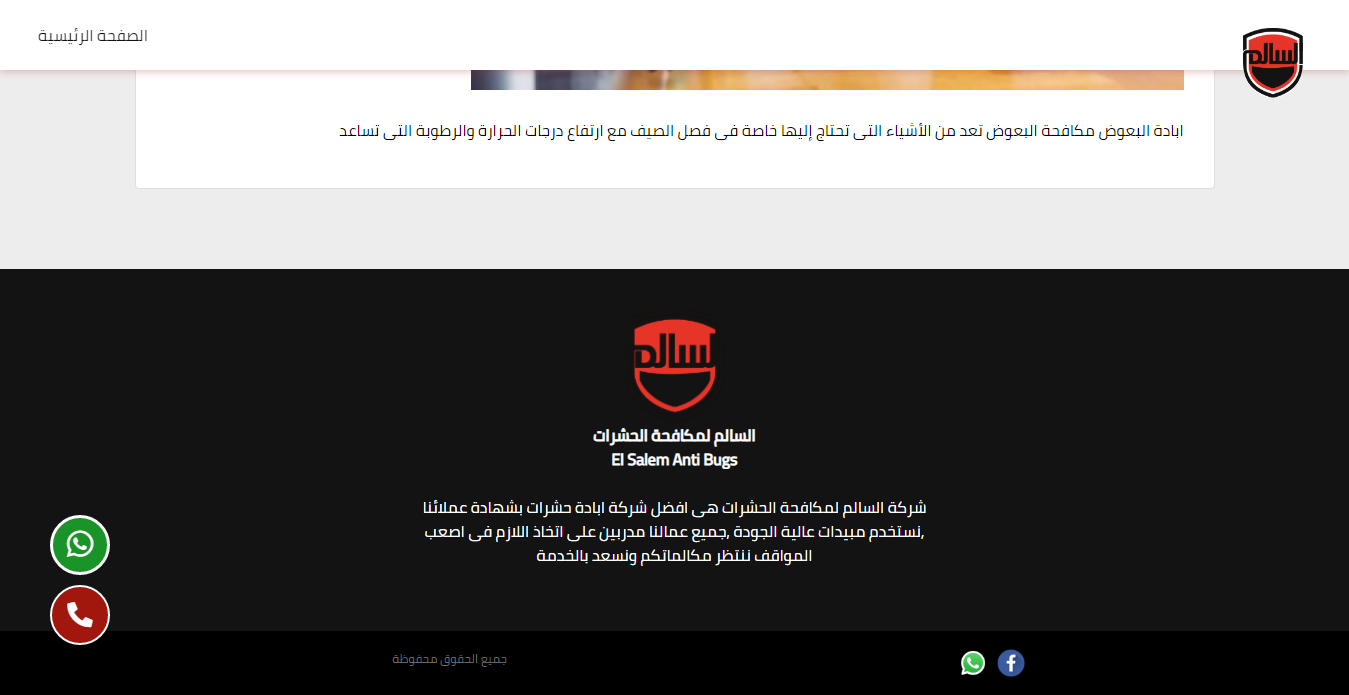 الصفحة الرئيسية
سالم
ابادة البعوض مكافحة البعوض تعد من الأشياء التى تحتاج إليها خاصة فى فصل الصيف مع ارتفاع درجات الحرارة والرطوبة التى تساعد
سالم
السالم لمكافحة الحشرات
El Salem Anti Bugs
شركة السالم لمكافحة الحشرات هى افضل شركة ابادة حشرات بشهادة عملائنا
,نستخدم مبيدات عالية الجودة ,جميع عمالنا مدربين على اتخاذ اللازم فى اصعب
المواقف ننتظر مكالماتكم ونسعد بالخدمة
جميع الحقوق محفوظة